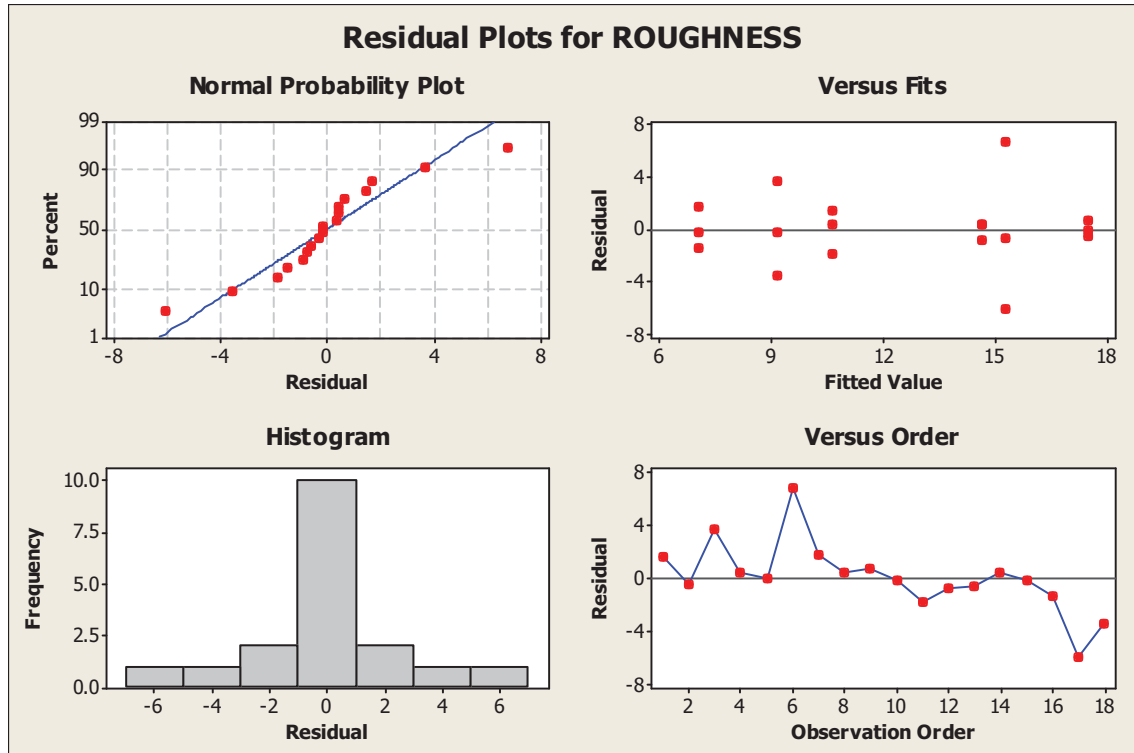 Residual Plots for ROUGHNESS
Normal Probability Plot
99
90
50
10
1
Percent
-8 -4 0 4 8
Residual
Versus Fits
8
4
0
-4
-8
Residual
6 9 12 15 18
Fitted Value
Histogram
10.0
7.5
5.0
2.5
0.0
Frequency
-6 -4 -2 0 2 4 6
Residual
Versus Order
8
4
0
-4
-8
Residual
2 4 6 8 10 12 14 16 18
Observation Order